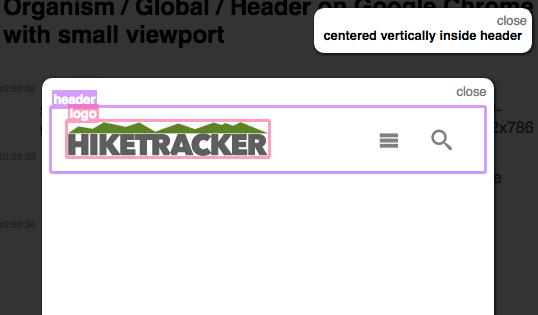 Organism / Global / Header on Google Chrome
with small viewport
close
centered vertically inside header
10:56:29
close
header
logo
HIKETRACKER
2x786
10:56:33
10:56:34